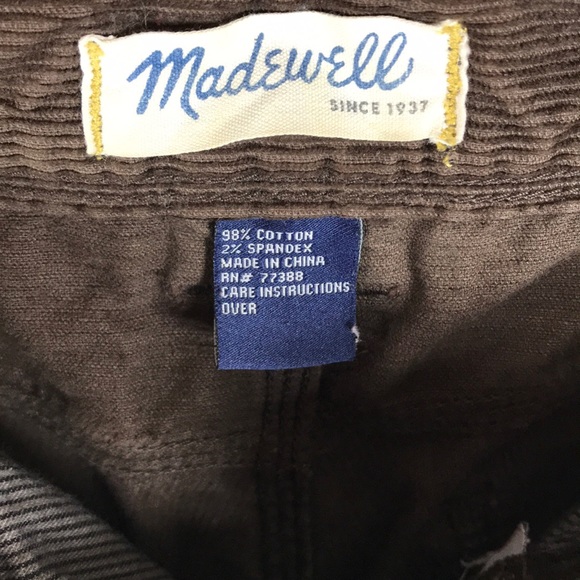 Madewell
SINCE 1937
98% COTTON
2% SPANDEX
MADE IN CHINA
RN# 77388
CARE INSTRUCTIONS
OVER